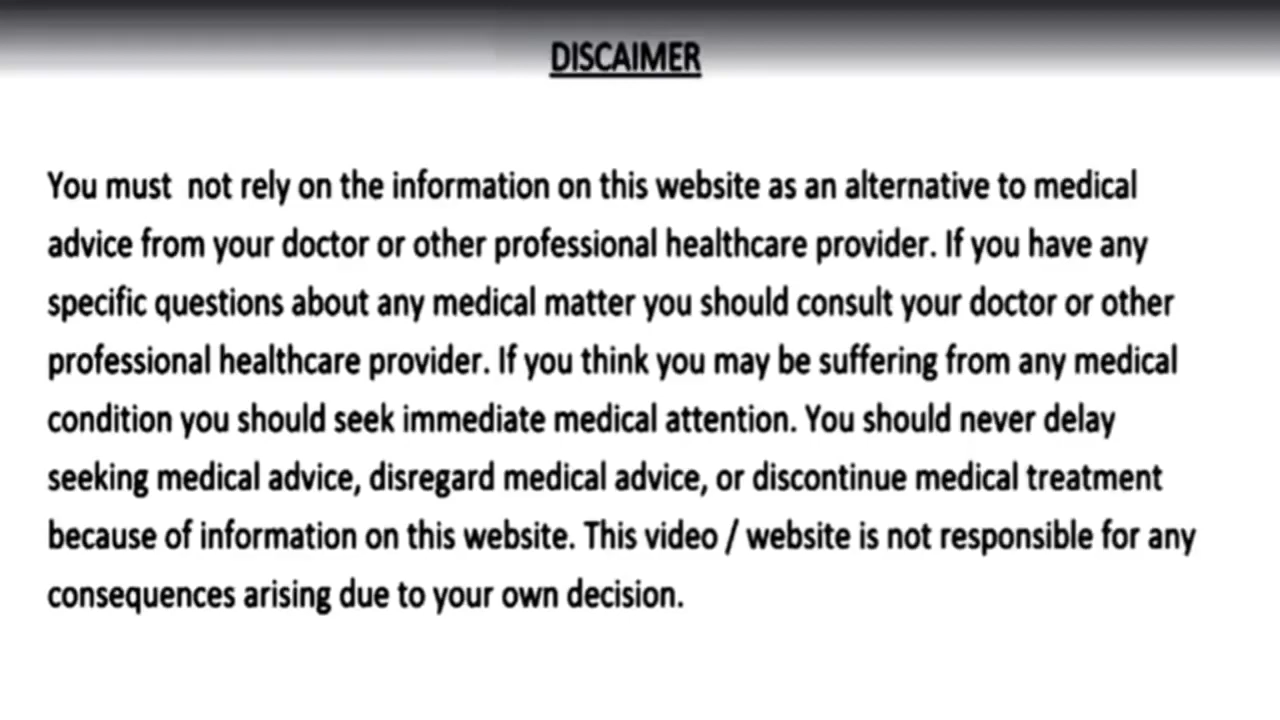 DISCAIMER
You must  not rely on the information on this website as an alternative to medical
advice from your doctor or other professional healthcare provider. If you have any
specific questions about any medical matter you should consult your doctor or other
professional healthcare provider. If you think you may be suffering from any medical
condition you should seek immediate medical attention. You should never delay
seeking medical advice, disregard medical advice, or discontinue medical treatment
because of information on this website. This video / website is not responsible for any
consequences arising due to your own decision.